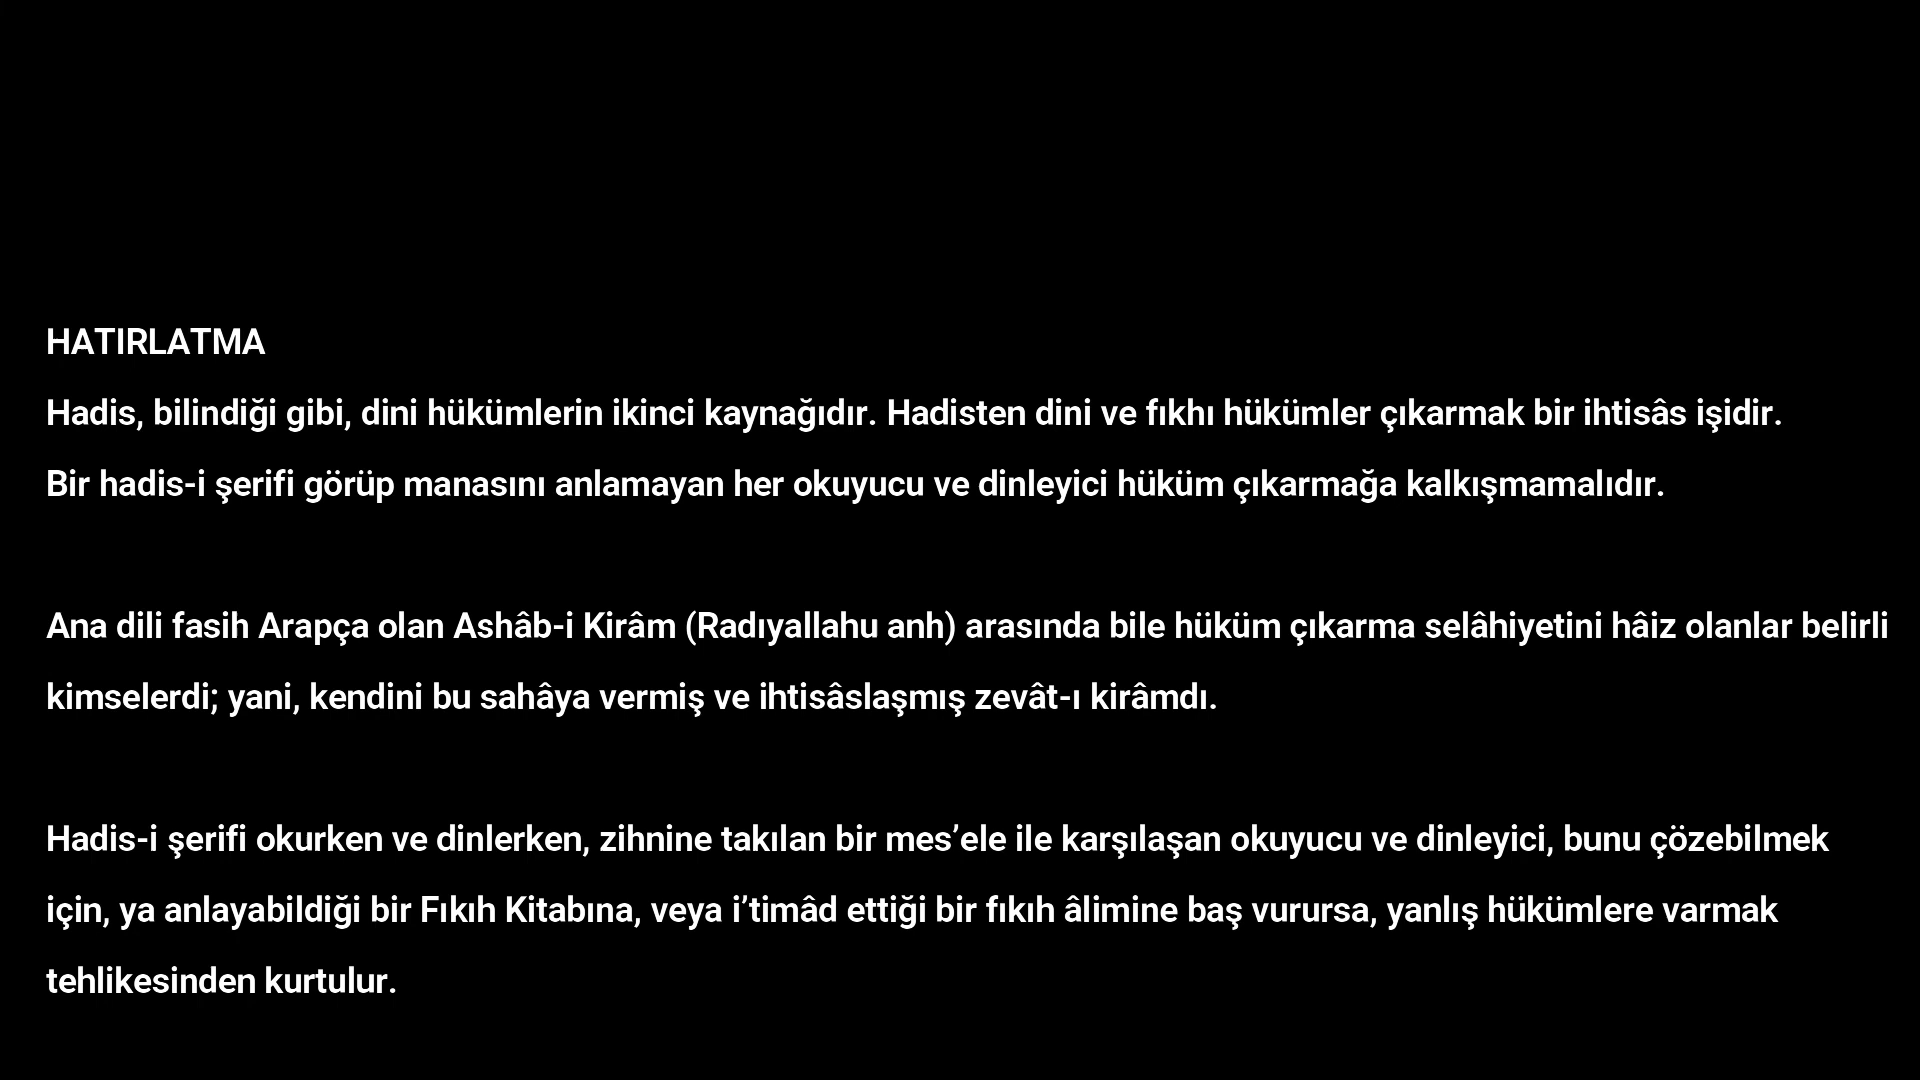 HATIRLATMA
Hadis, bilindiği gibi, dini hükümlerin ikinci kaynağıdır. Hadisten dini ve fıkhı hükümler çıkarmak bir ihtisâs işidir.
Bir hadis-i şerifi görüp manasını anlamayan her okuyucu ve dinleyici hüküm çıkarmağa kalkışmamalıdır.
Ana dili fasih Arapça olan Ashâb-i Kirâm (Radıyallahu anh) arasında bile hüküm çıkarma selâhiyetini hâiz olanlar belirli
kimselerdi; yani, kendini bu sahâya vermiş ve ihtisâslaşmış zevât-ı kirâmdı.
Hadis-i şerifi okurken ve dinlerken, zihnine takılan bir mes’ele ile karşılaşan okuyucu ve dinleyici, bunu çözebilmek
için, ya anlayabildiği bir Fıkıh Kitabına, veya i’timâd ettiği bir fıkıh âlimine baş vurursa, yanlış hükümlere varmak
tehlikesinden kurtulur.